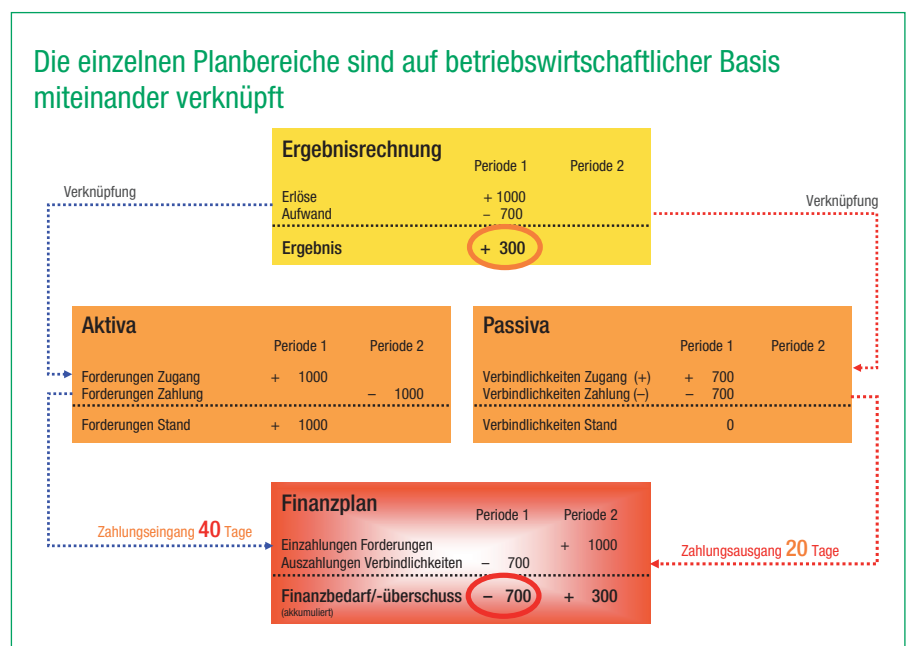 Die einzelnen Planbereiche sind auf betriebswirtschaftlicher Basis
miteinander verknüpft
Ergebnisrechnung
Periode 1 Periode 2
Verknüpfung
Verknüpfung
Erlöse + 1000
Aufwand – 700
Ergebnis + 300
Aktiva
Periode 1 Periode 2
Forderungen Zugang + 1000
Forderungen Zahlung – 1000
Forderungen Stand + 1000
Passiva
Periode 1 Periode 2
Verbindlichkeiten Zugang (+) + 700
Verbindlichkeiten Zahlung (–) – 700
Verbindlichkeiten Stand 0
Finanzplan
Periode 1 Periode 2
Zahlungseingang 40 Tage
Einzahlungen Forderungen + 1000
Auszahlungen Verbindlichkeiten – 700
Zahlungsausgang 20 Tage
Finanzbedarf/-überschuss – 700 + 300
(akkumuliert)